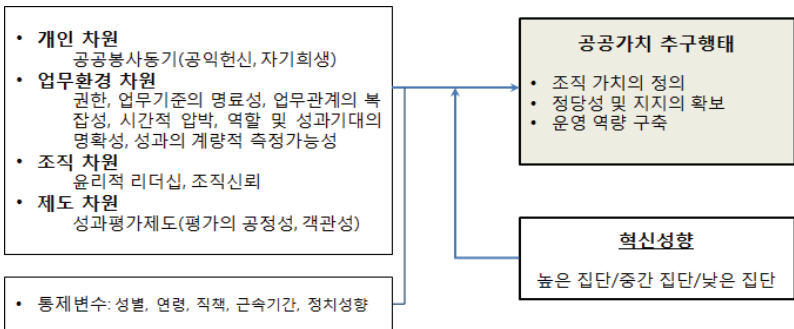 • 개인 차원
공공봉사동기(공익헌신, 자기희생)
• 업무환경 차원
권한, 업무기준의 명료성, 업무관계의 복
잡성, 시간적 압박, 역할 및 성과기대의
명확성, 성과의 계량적 측정가능성
• 조직 차원
윤리적 리더십, 조직신뢰
• 제도 차원
성과평가제도(평가의 공정성, 객관성)
• 통제변수: 성별, 연령, 직책, 근속기간, 정치성향
공공가치 추구행태
• 조직 가치의 정의
• 정당성 및 지지의 확보
• 운영 역량 구축
혁신성향
높은 집단/중간 집단/낮은 집단